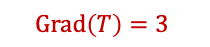 Grad(T) = 3